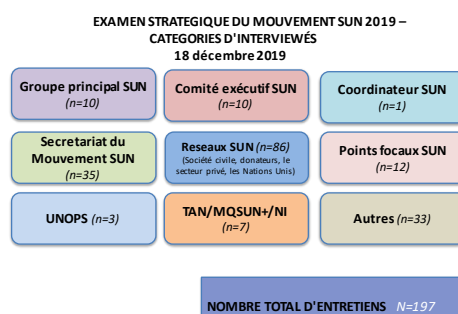 EXAMEN STRATEGIQUE DU MOUVEMENT SUN 2019 –
CATEGORIES D'INTERVIEWÉS
18 décembre 2019
Groupe principal SUN
(n=10)
Comité exécutif SUN
(n=10)
Coordinateur SUN
(n=1)
Secretariat du
Mouvement SUN
(n=35)
Reseaux SUN (n=86)
(Société civile, donateurs, le
secteur privé, les Nations Unis)
Points focaux SUN
(n=12)
UNOPS (n=3)
TAN/MQSUN+/NI
(n=7)
Autres (n=33)
NOMBRE TOTAL D'ENTRETIENS N=197